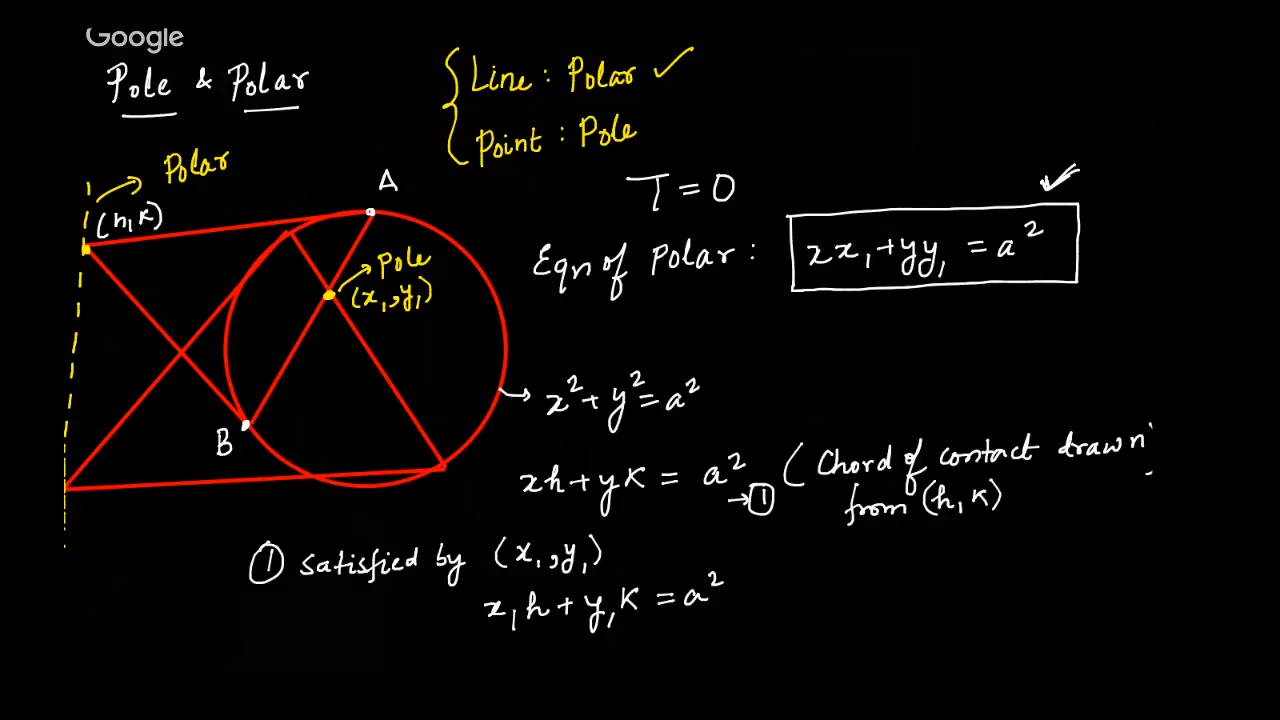 Google
Pole & Polar
Line : Polar ✓
Point : Pole
Polar
(h, k)
A
Pole
(x₁, y₁)
B
T = 0
Eqn of Polar : xx₁ + yy₁ = a²
x² + y² = a²
xh + yk = a² → ① (Chord of contact drawn
from (h, k)
① satisfied by (x₁, y₁)
x₁h + y₁k = a²